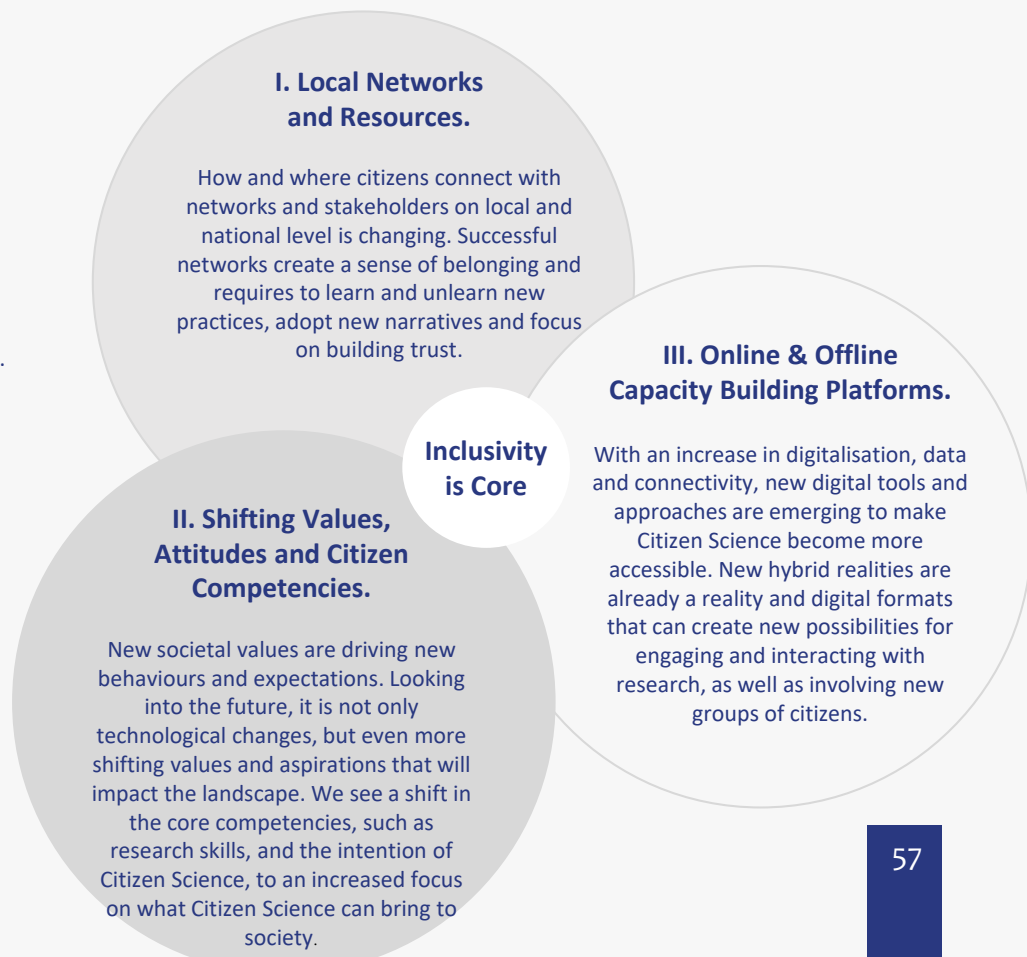 I. Local Networks
and Resources.
How and where citizens connect with
networks and stakeholders on local and
national level is changing. Successful
networks create a sense of belonging and
requires to learn and unlearn new
practices, adopt new narratives and focus
on building trust.
.
III. Online & Offline
Capacity Building Platforms.
With an increase in digitalisation, data
and connectivity, new digital tools and
approaches are emerging to make
Citizen Science become more
accessible. New hybrid realities are
already a reality and digital formats
that can create new possibilities for
engaging and interacting with
research, as well as involving new
groups of citizens.
Inclusivity
is Core
II. Shifting Values,
Attitudes and Citizen
Competencies.
New societal values are driving new
behaviours and expectations. Looking
into the future, it is not only
technological changes, but even more
shifting values and aspirations that will
impact the landscape. We see a shift in
the core competencies, such as
research skills, and the intention of
Citizen Science, to an increased focus
on what Citizen Science can bring to
society.
57